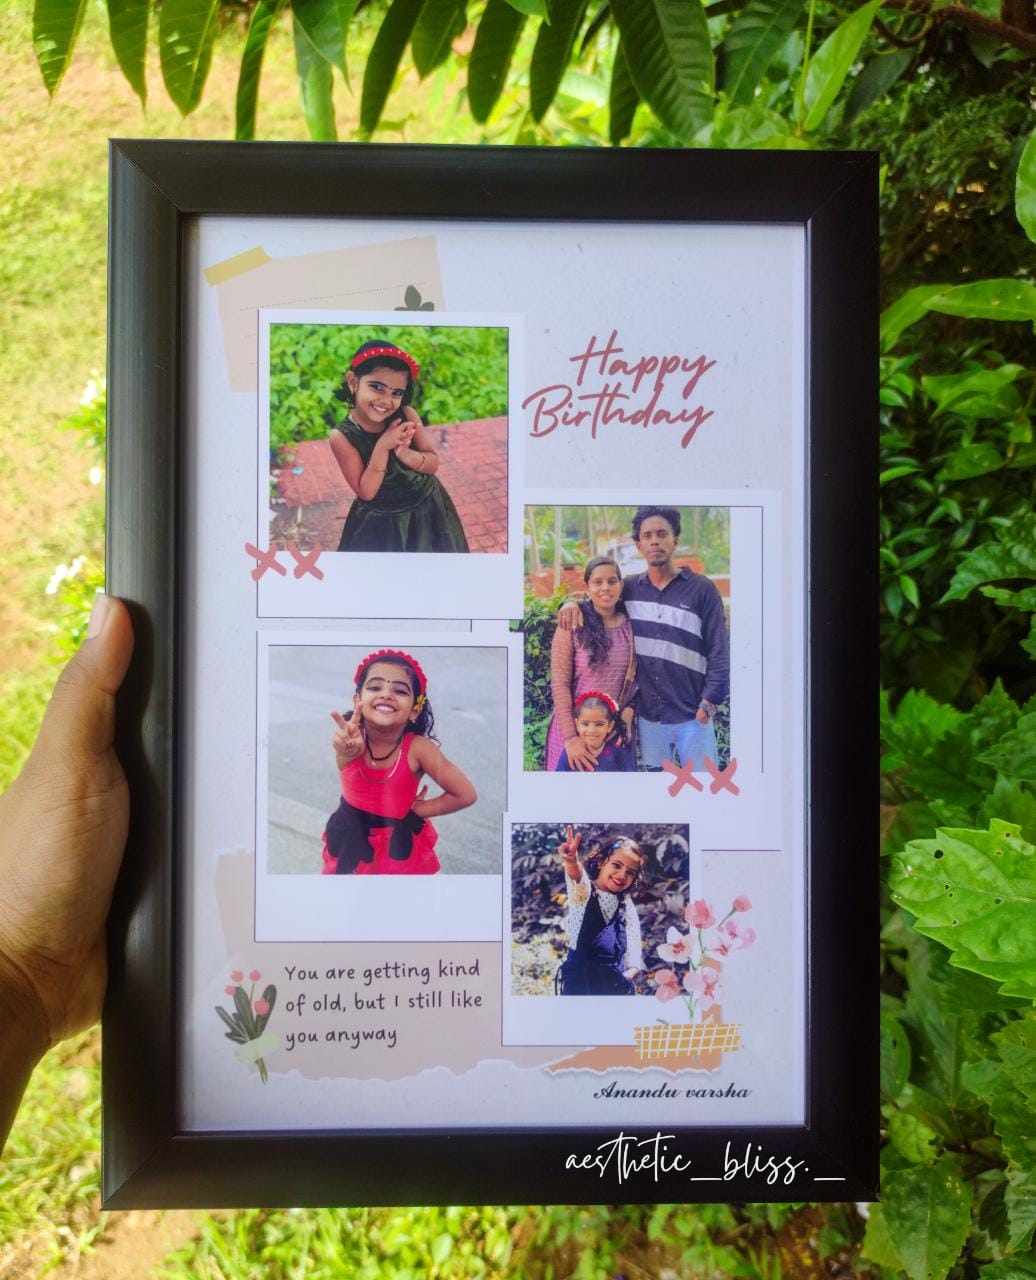 Happy
Birthday
You are getting kind
of old, but I still like
you anyway
Anandu varsha
aesthetic_bliss._